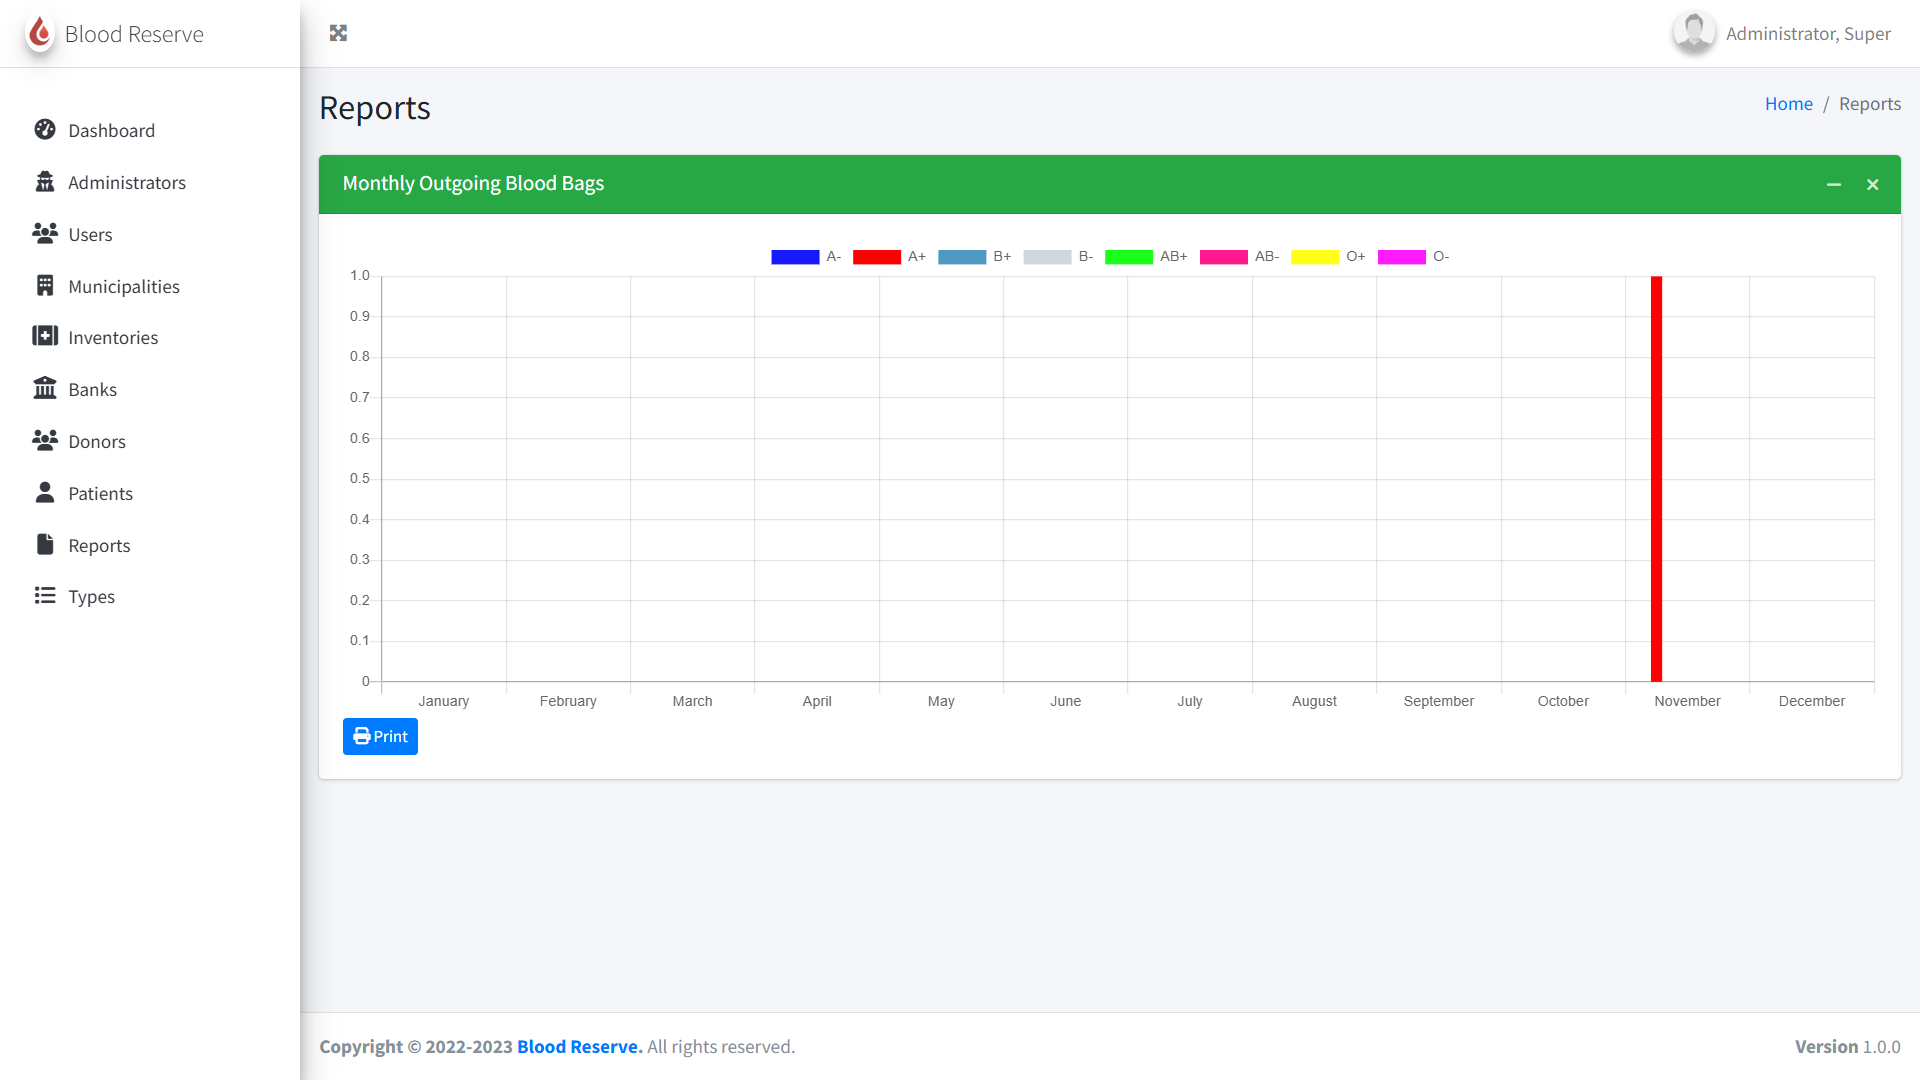 Blood Reserve
Administrator, Super
Dashboard
Administrators
Users
Municipalities
Inventories
Banks
Donors
Patients
Reports
Types
Reports
Home / Reports
Monthly Outgoing Blood Bags
A- A+ B+ B- AB+ AB- O+ O-
1.0
0.9
0.8
0.7
0.6
0.5
0.4
0.3
0.2
0.1
0
January February March April May June July August September October November December
Print
Copyright © 2022-2023 Blood Reserve. All rights reserved.
Version 1.0.0